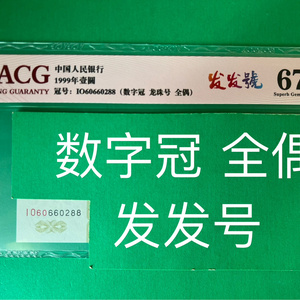 ACG
NG GUARANTY
中国人民银行
1999年壹圆
冠号：IO60660288（数字冠 龙珠号 全偶）
发发號
67
Superb Gem
数字冠 全偶
发发号
IO60660288